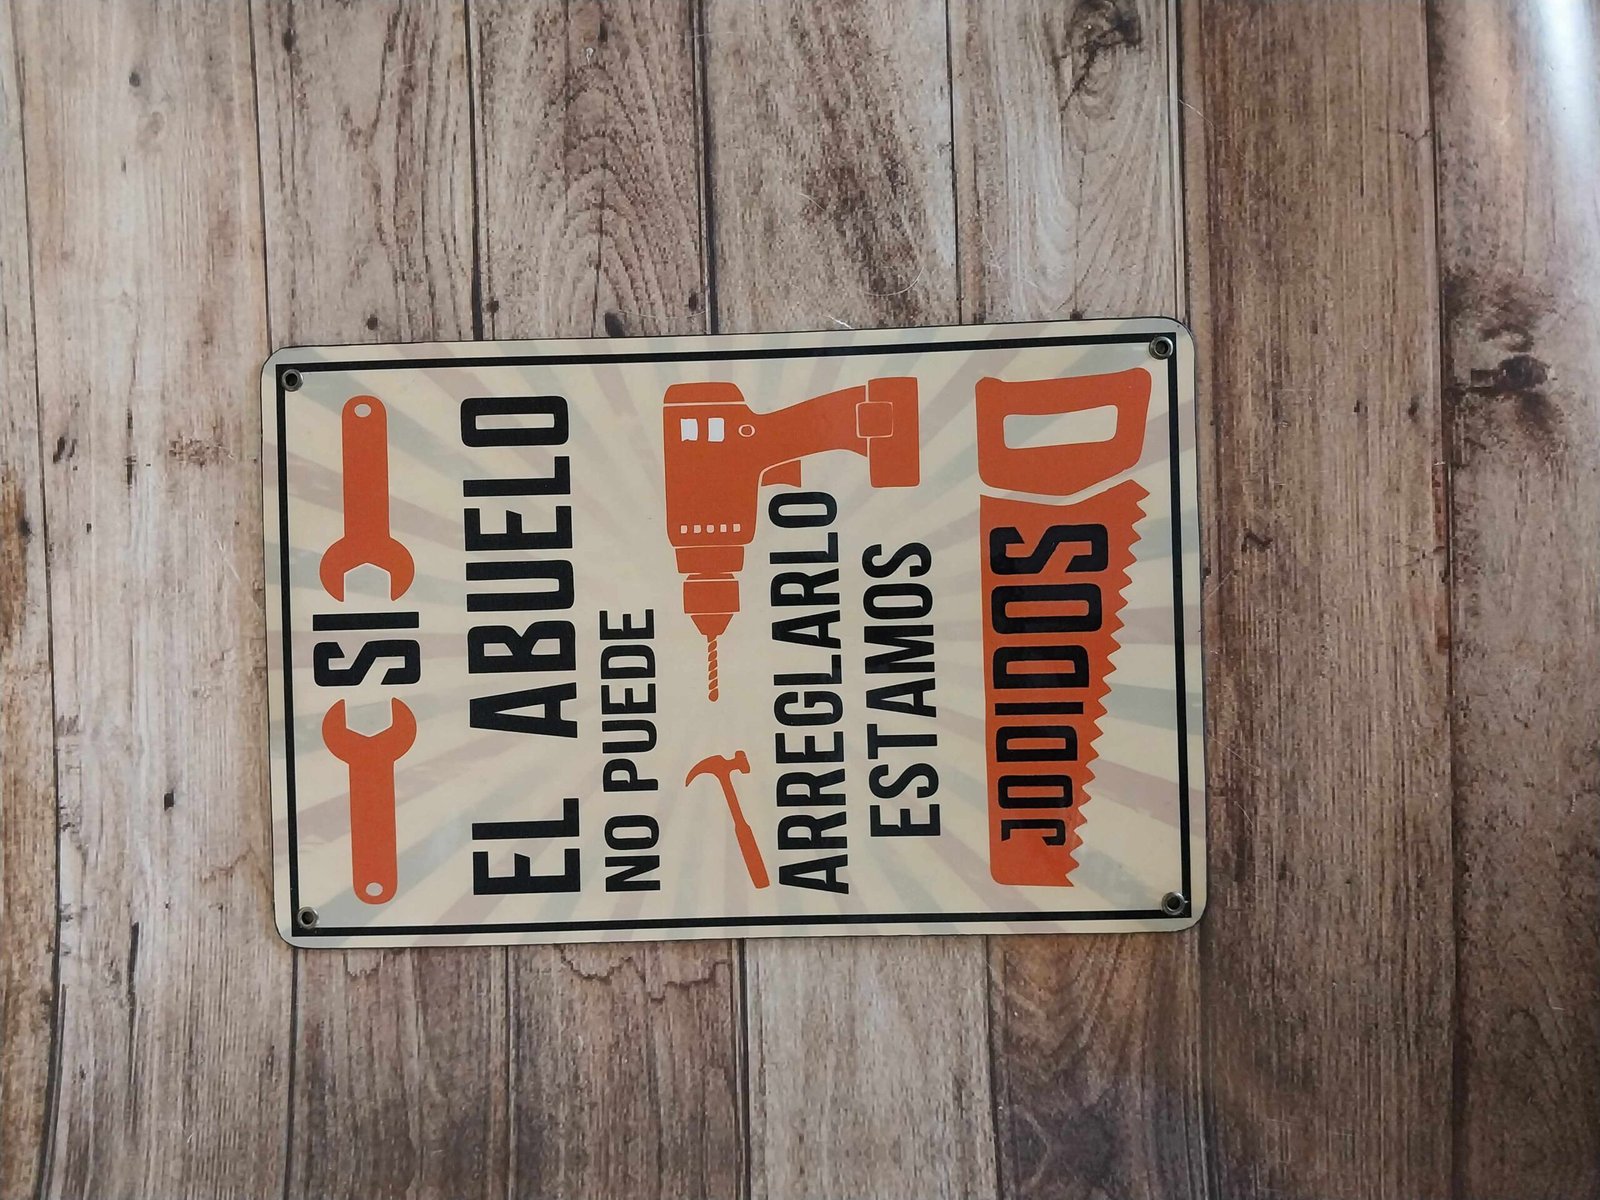 SI
EL ABUELO
NO PUEDE
ARREGLARLO
ESTAMOS
JODIDOS